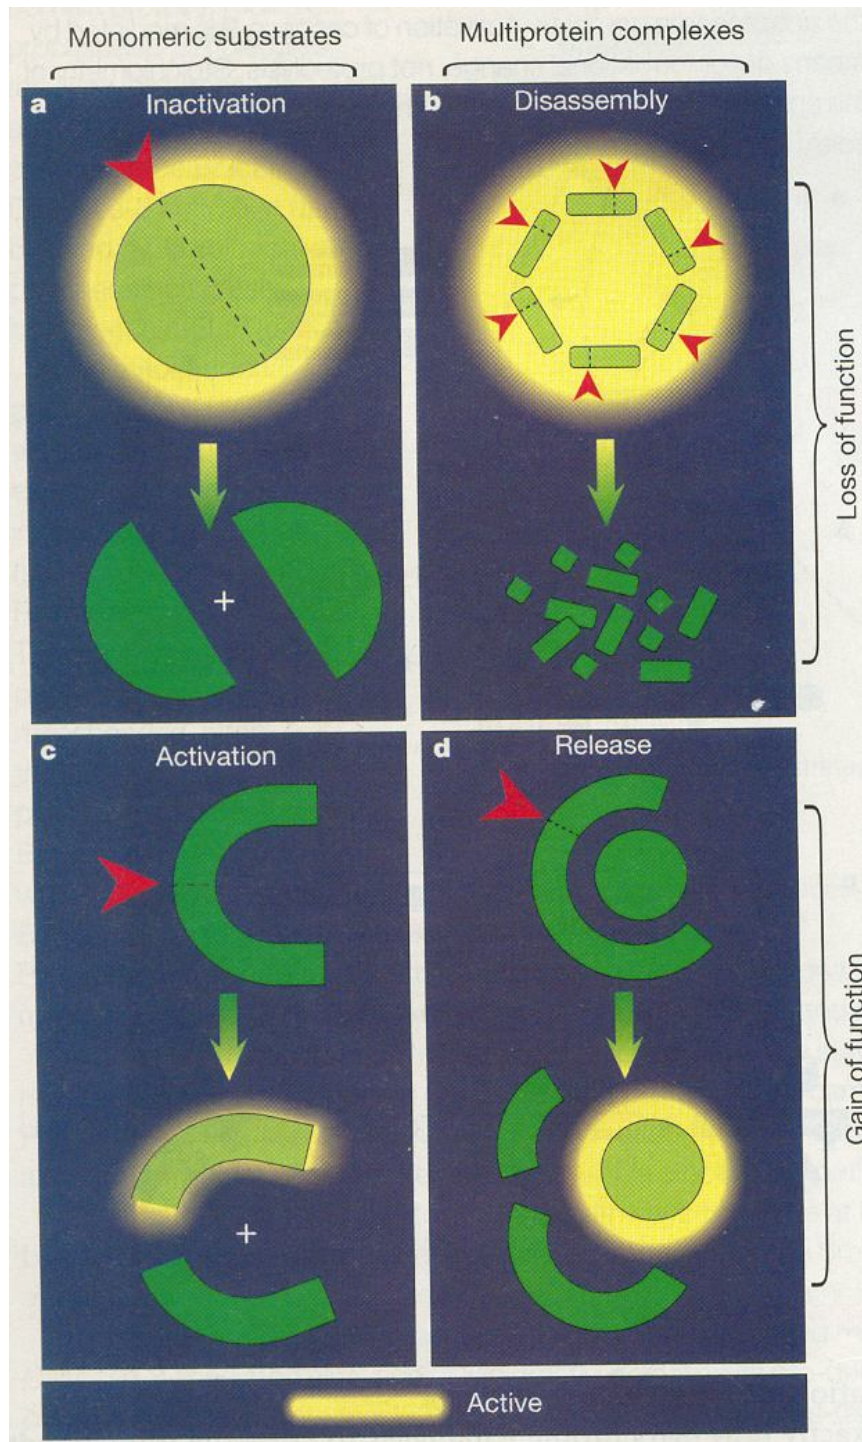 Monomeric substrates
Multiprotein complexes
a
Inactivation
b
Disassembly
Loss of function
+
c
Activation
d
Release
Gain of function
+
Active